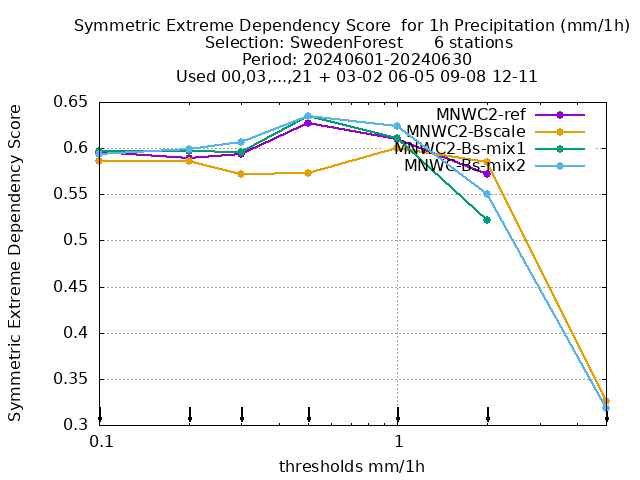 Symmetric Extreme Dependency Score  for 1h Precipitation (mm/1h)
Selection: SwedenForest      6 stations
Period: 20240601-20240630
Used 00,03,...,21 + 03-02 06-05 09-08 12-11
Symmetric Extreme Dependency Score
0.65
0.6
0.55
0.5
0.45
0.4
0.35
0.3
MNWC2-ref
MNWC2-Bscale
MNWC2-Bs-mix1
MNWC-Bs-mix2
0.1
1
thresholds mm/1h